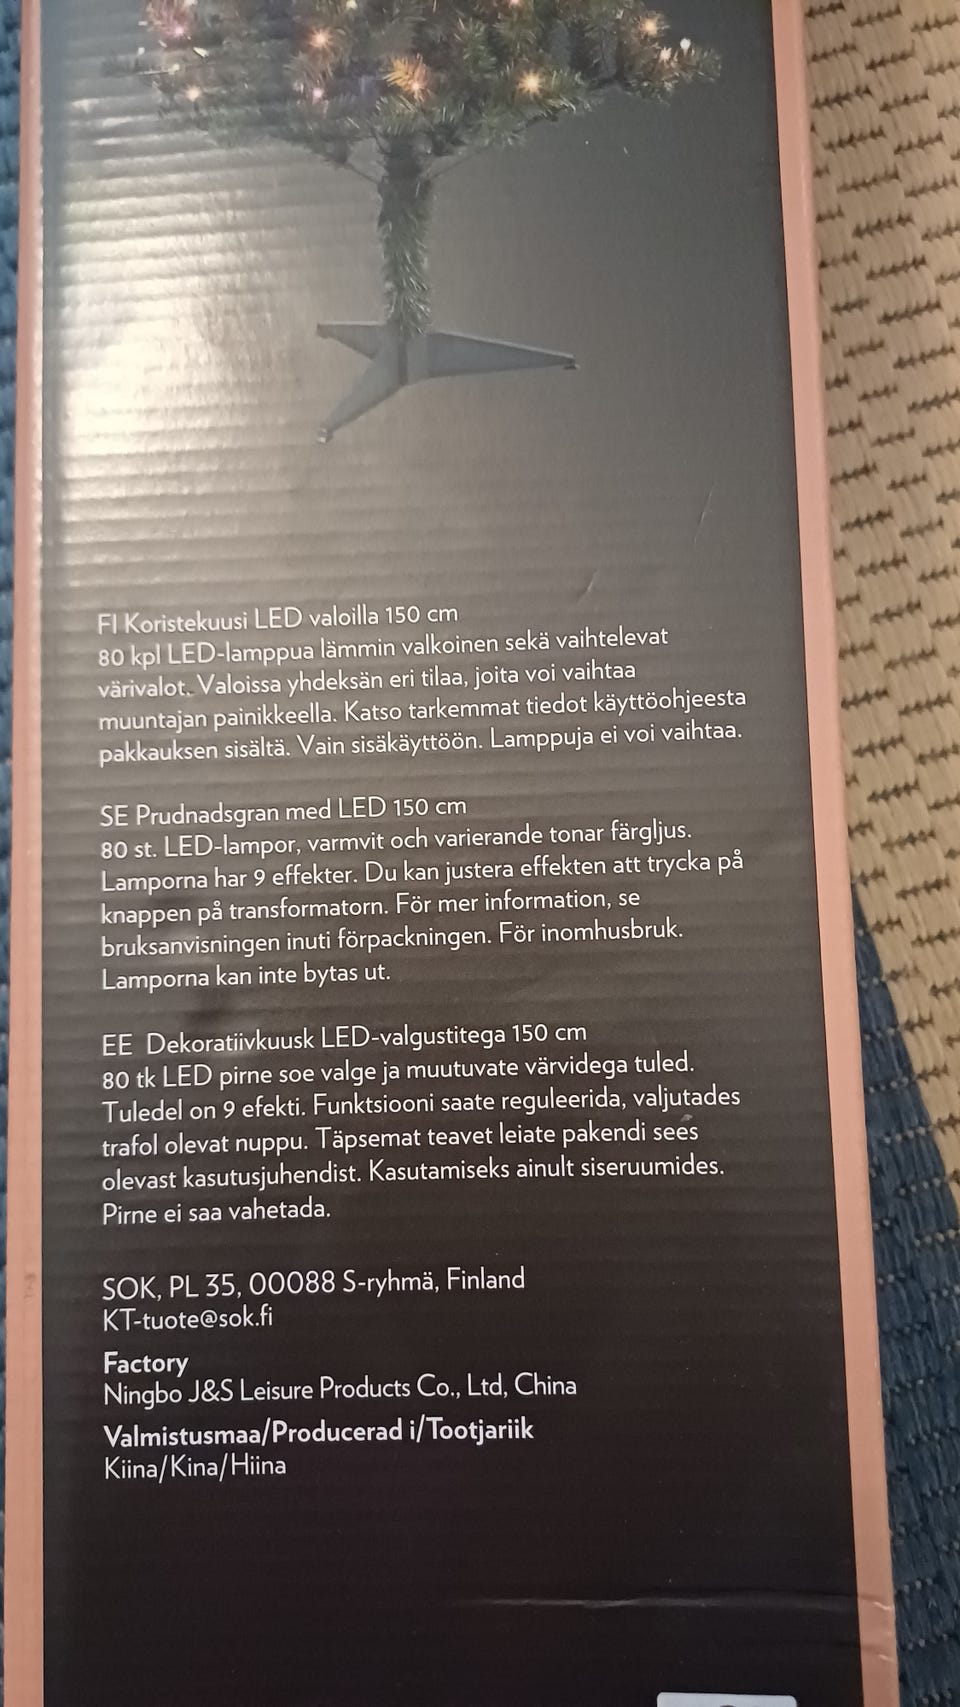 FI Koristekuusi LED valoilla 150 cm
80 kpl LED-lamppua lämmin valkoinen sekä vaihtelevat
värivalot. Valoissa yhdeksän eri tilaa, joita voi vaihtaa
muuntajan painikkeella. Katso tarkemmat tiedot käyttöohjeesta
pakkauksen sisältä. Vain sisäkäyttöön. Lamppuja ei voi vaihtaa.
SE Prudnadsgran med LED 150 cm
80 st. LED-lampor, varmvit och varierande tonar färgljus.
Lamporna har 9 effekter. Du kan justera effekten att trycka på
knappen på transformatorn. För mer information, se
bruksanvisningen inuti förpackningen. För inomhusbruk.
Lamporna kan inte bytas ut.
EE Dekoratiivkuusk LED-valgustitega 150 cm
80 tk LED pirne soe valge ja muutuvate värvidega tuled.
Tuledel on 9 efekti. Funktsiooni saate reguleerida, valjutades
trafol olevat nuppu. Täpsemat teavet leiate pakendi sees
olevast kasutusjuhendist. Kasutamiseks ainult siseruumides.
Pirne ei saa vahetada.
SOK, PL 35, 00088 S-ryhmä, Finland
KT-tuote@sok.fi
Factory
Ningbo J&S Leisure Products Co., Ltd, China
Valmistusmaa/Producerad i/Tootjariik
Kiina/Kina/Hiina